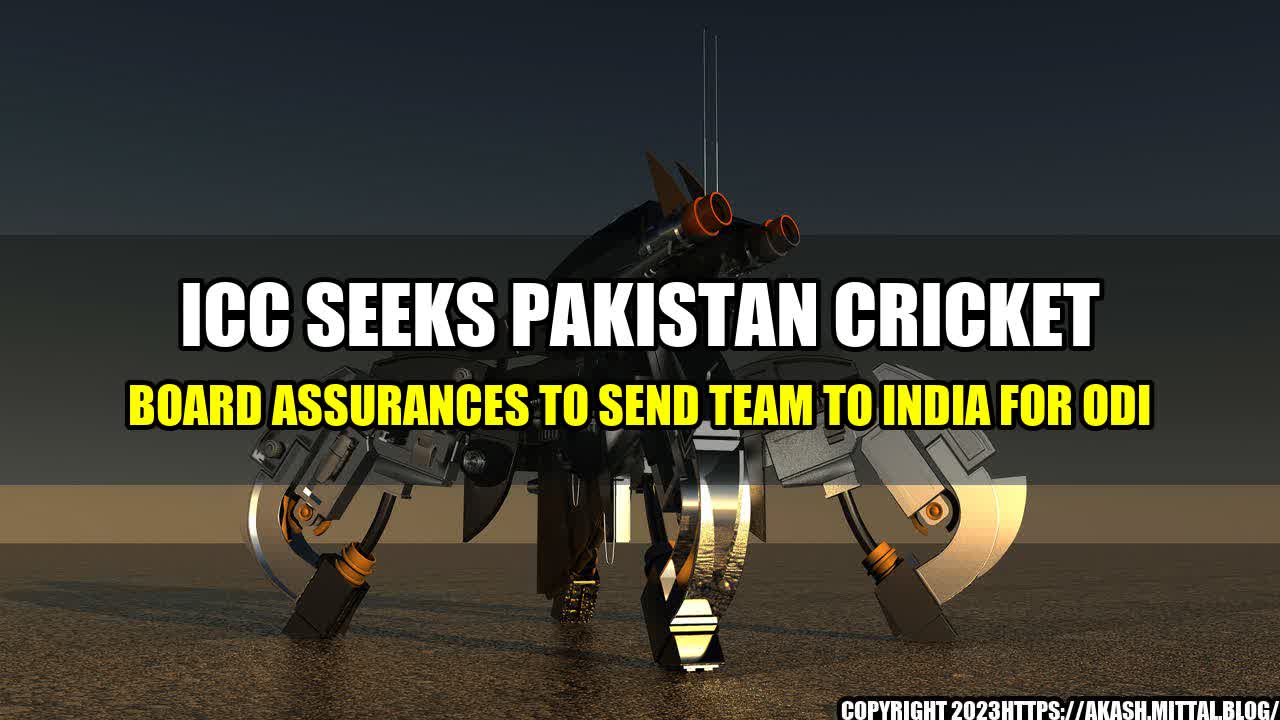 ICC SEEKS PAKISTAN CRICKET
BOARD ASSURANCES TO SEND TEAM TO INDIA FOR ODI
COPYRIGHT 2023HTTPS://AKASH.MITTAL.BLOG/